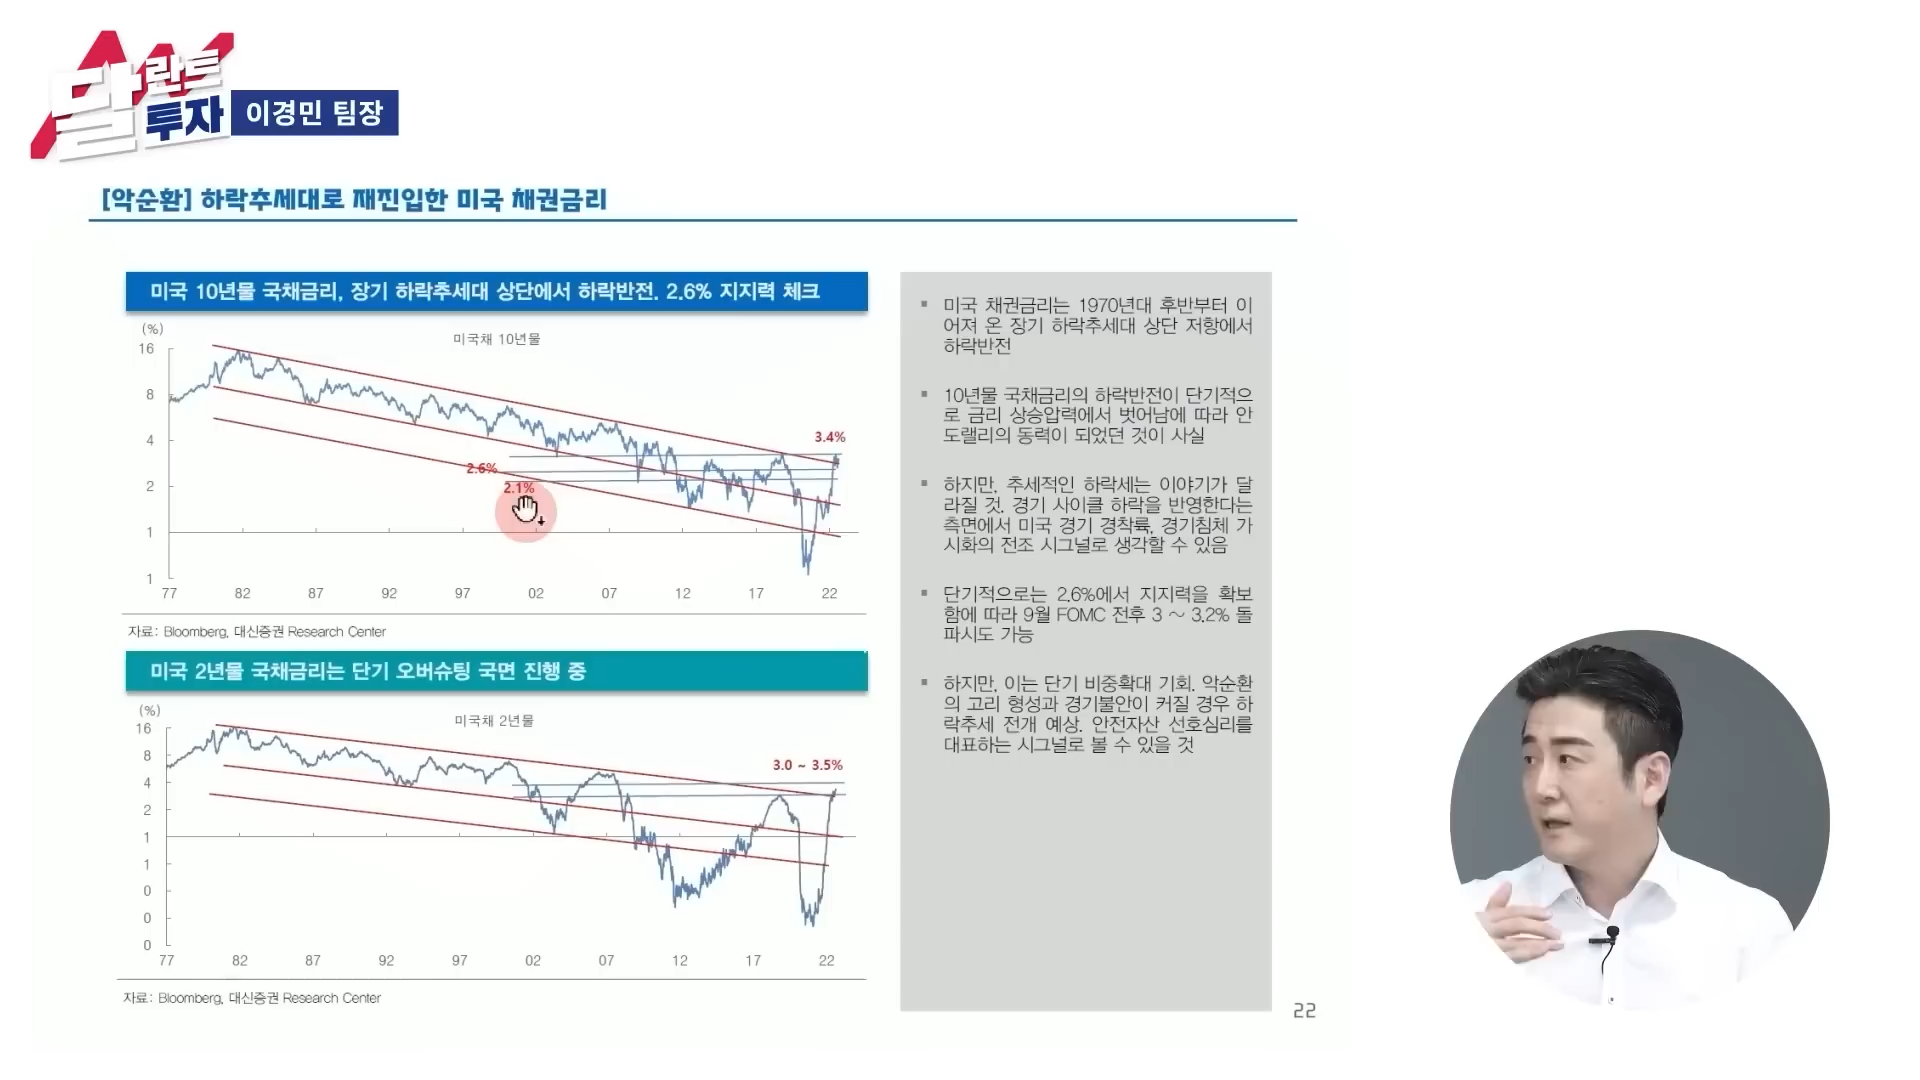 달란트
투자
이경민 팀장
[악순환] 하락추세대로 재진입한 미국 채권금리
미국 10년물 국채금리, 장기 하락추세대 상단에서 하락반전. 2.6% 지지력 체크
(%)
미국채 10년물
16
8
4
2
1
1
3.4%
2.6%
2.1%
77 82 87 92 97 02 07 12 17 22
자료: Bloomberg, 대신증권 Research Center
미국 2년물 국채금리는 단기 오버슈팅 국면 진행 중
(%)
미국채 2년물
16
8
4
2
1
1
0
0
0
3.0 ~ 3.5%
77 82 87 92 97 02 07 12 17 22
자료: Bloomberg, 대신증권 Research Center
▪ 미국 채권금리는 1970년대 후반부터 이
어져 온 장기 하락추세대 상단 저항에서
하락반전
▪ 10년물 국채금리의 하락반전이 단기적으
로 금리 상승압력에서 벗어남에 따라 안
도랠리의 동력이 되었던 것이 사실
▪ 하지만, 추세적인 하락세는 이야기가 달
라질 것. 경기 사이클 하락을 반영한다는
측면에서 미국 경기 경착륙, 경기침체 가
시화의 전조 시그널로 생각할 수 있음
▪ 단기적으로는 2.6%에서 지지력을 확보
함에 따라 9월 FOMC 전후 3 ~ 3.2% 돌
파시도 가능
▪ 하지만, 이는 단기 비중확대 기회. 악순환
의 고리 형성과 경기불안이 커질 경우 하
락추세 전개 예상. 안전자산 선호심리를
대표하는 시그널로 볼 수 있을 것
22